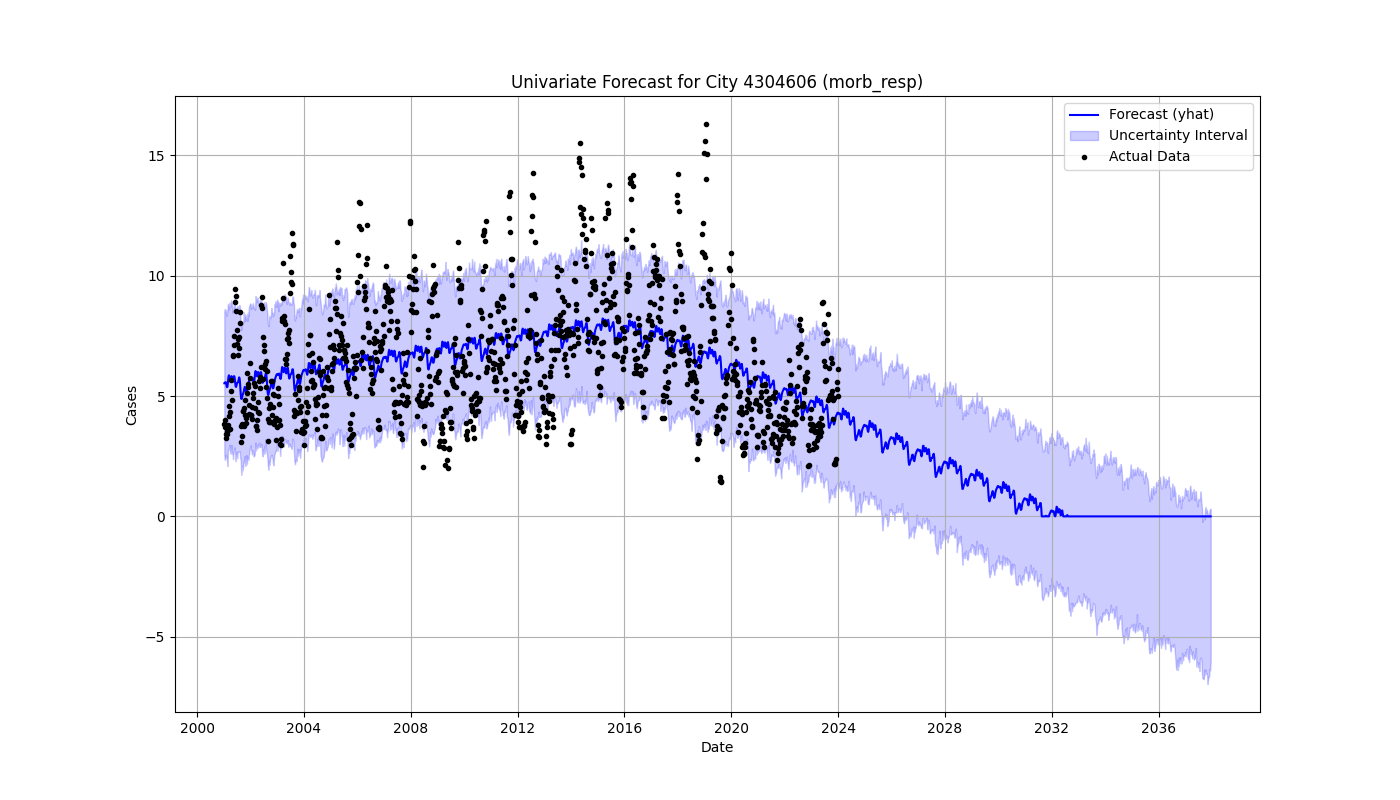 Univariate Forecast for City 4304606 (morb_resp)
Forecast (yhat)
Uncertainty Interval
Actual Data
Cases
15
10
5
0
−5
2000 2004 2008 2012 2016 2020 2024 2028 2032 2036
Date